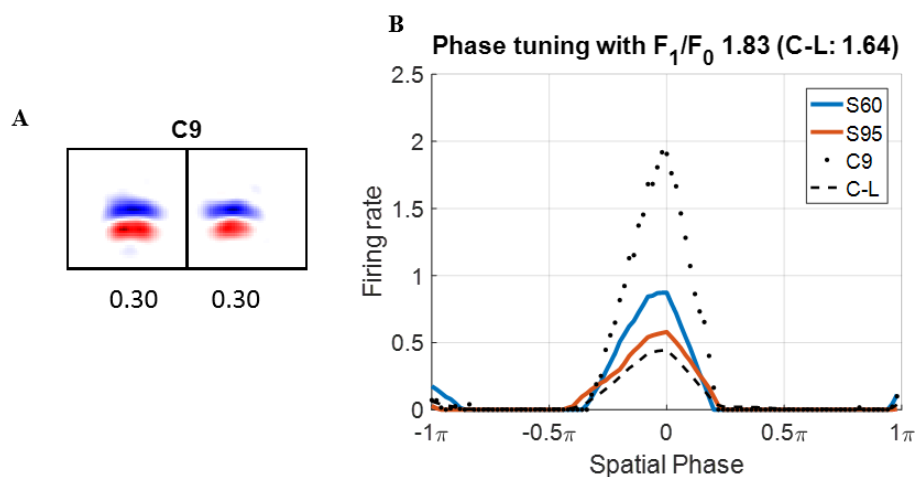 A
C9
0.30 0.30
B
Phase tuning with F₁/F₀ 1.83 (C-L: 1.64)
Firing rate
2.5
2
1.5
1
0.5
0
S60
S95
C9
C-L
-1π -0.5π 0 0.5π 1π
Spatial Phase